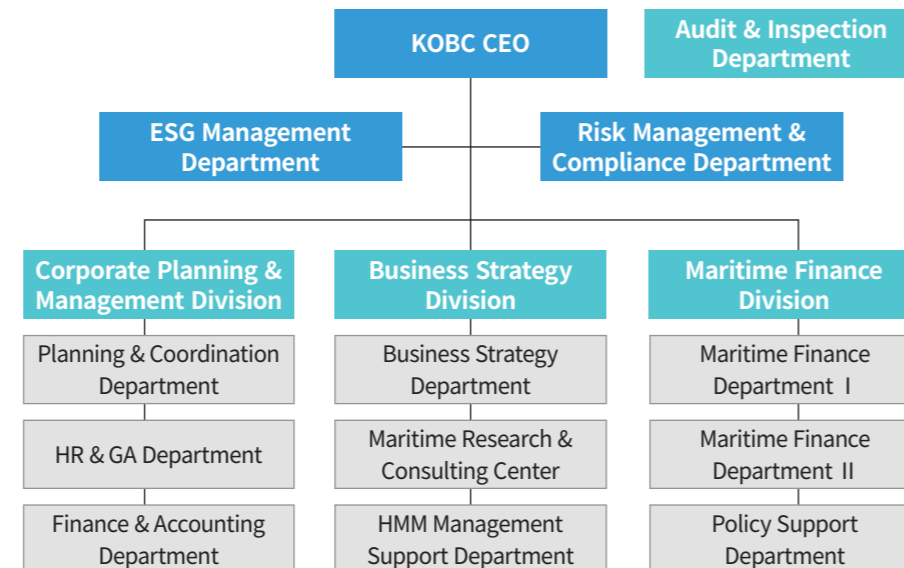 KOBC CEO
Audit & Inspection
Department
ESG Management
Department
Risk Management &
Compliance Department
Corporate Planning &
Management Division
Business Strategy
Division
Maritime Finance
Division
Planning & Coordination
Department
Business Strategy
Department
Maritime Finance
Department Ⅰ
HR & GA Department
Maritime Research &
Consulting Center
Maritime Finance
Department Ⅱ
Finance & Accounting
Department
HMM Management
Support Department
Policy Support
Department